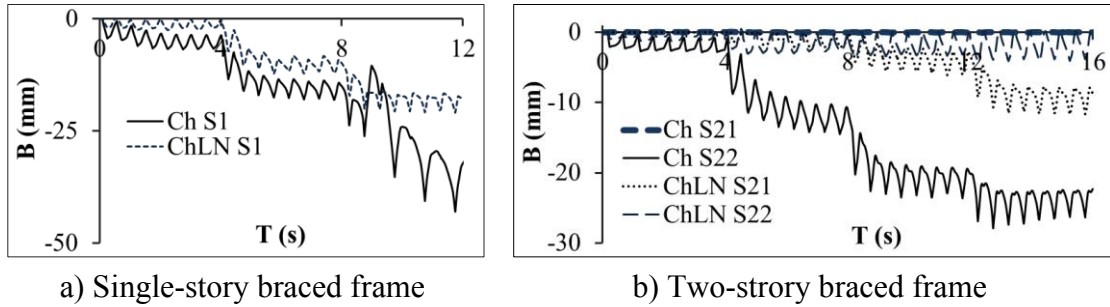 0
0
4
8
12
-25
-50
B (mm)
Ch S1
ChLN S1
T (s)
0
0
4
8
12
16
-10
-20
-30
B (mm)
Ch S21
Ch S22
ChLN S21
ChLN S22
T (s)
a) Single-story braced frame
b) Two-strory braced frame